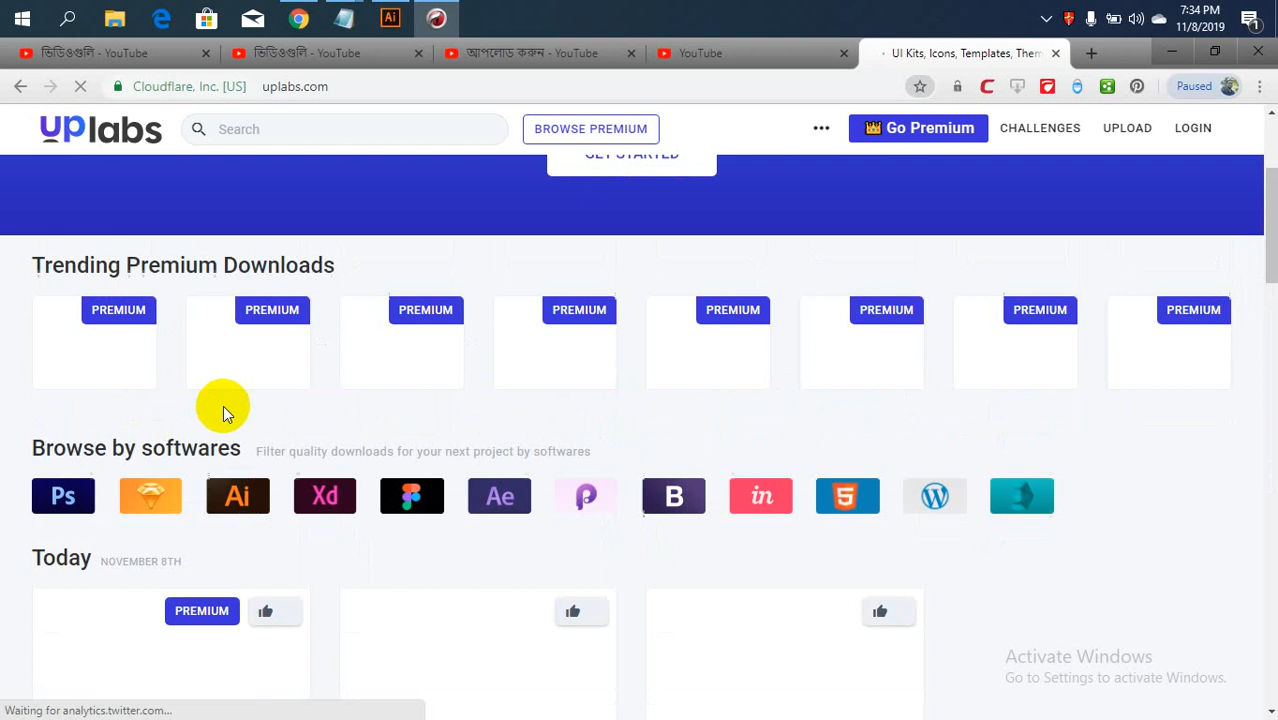 7:34 PM
11/8/2019
ভিডিওগুলি - YouTube
ভিডিওগুলি - YouTube
আপলোড করুন - YouTube
YouTube
UI Kits, Icons, Templates, Them
Cloudflare, Inc. [US]
uplabs.com
Paused
uplabs
Search
BROWSE PREMIUM
Go Premium
CHALLENGES
UPLOAD
LOGIN
GET STARTED
Trending Premium Downloads
PREMIUM
PREMIUM
PREMIUM
PREMIUM
PREMIUM
PREMIUM
PREMIUM
PREMIUM
Browse by softwares
Filter quality downloads for your next project by softwares
Ps
Ai
Xd
Ae
B
in
Today
NOVEMBER 8TH
PREMIUM
Activate Windows
Go to Settings to activate Windows.
Waiting for analytics.twitter.com...